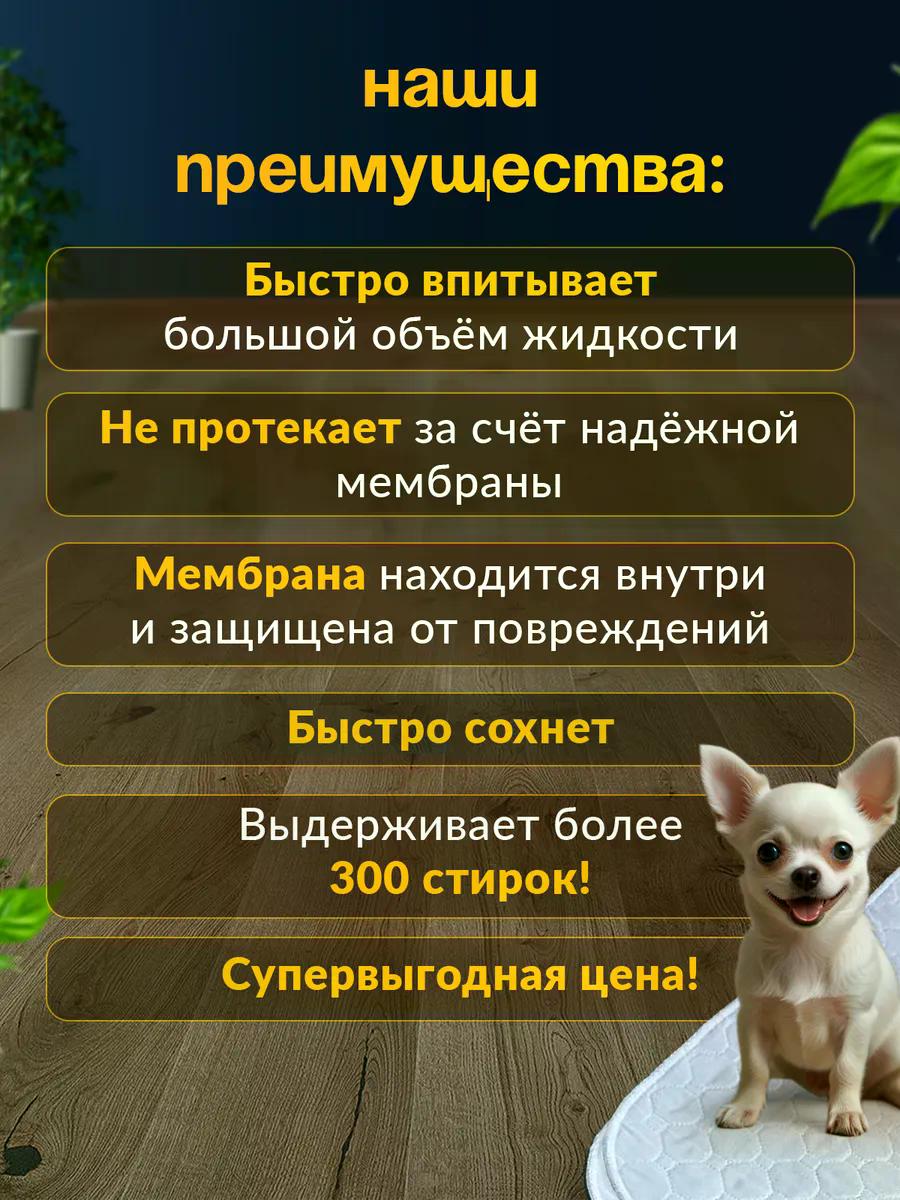 наши
преимущества:
Быстро впитывает
большой объём жидкости
Не протекает за счёт надёжной
мембраны
Мембрана находится внутри
и защищена от повреждений
Быстро сохнет
Выдерживает более
300 стирок!
Супервыгодная цена!